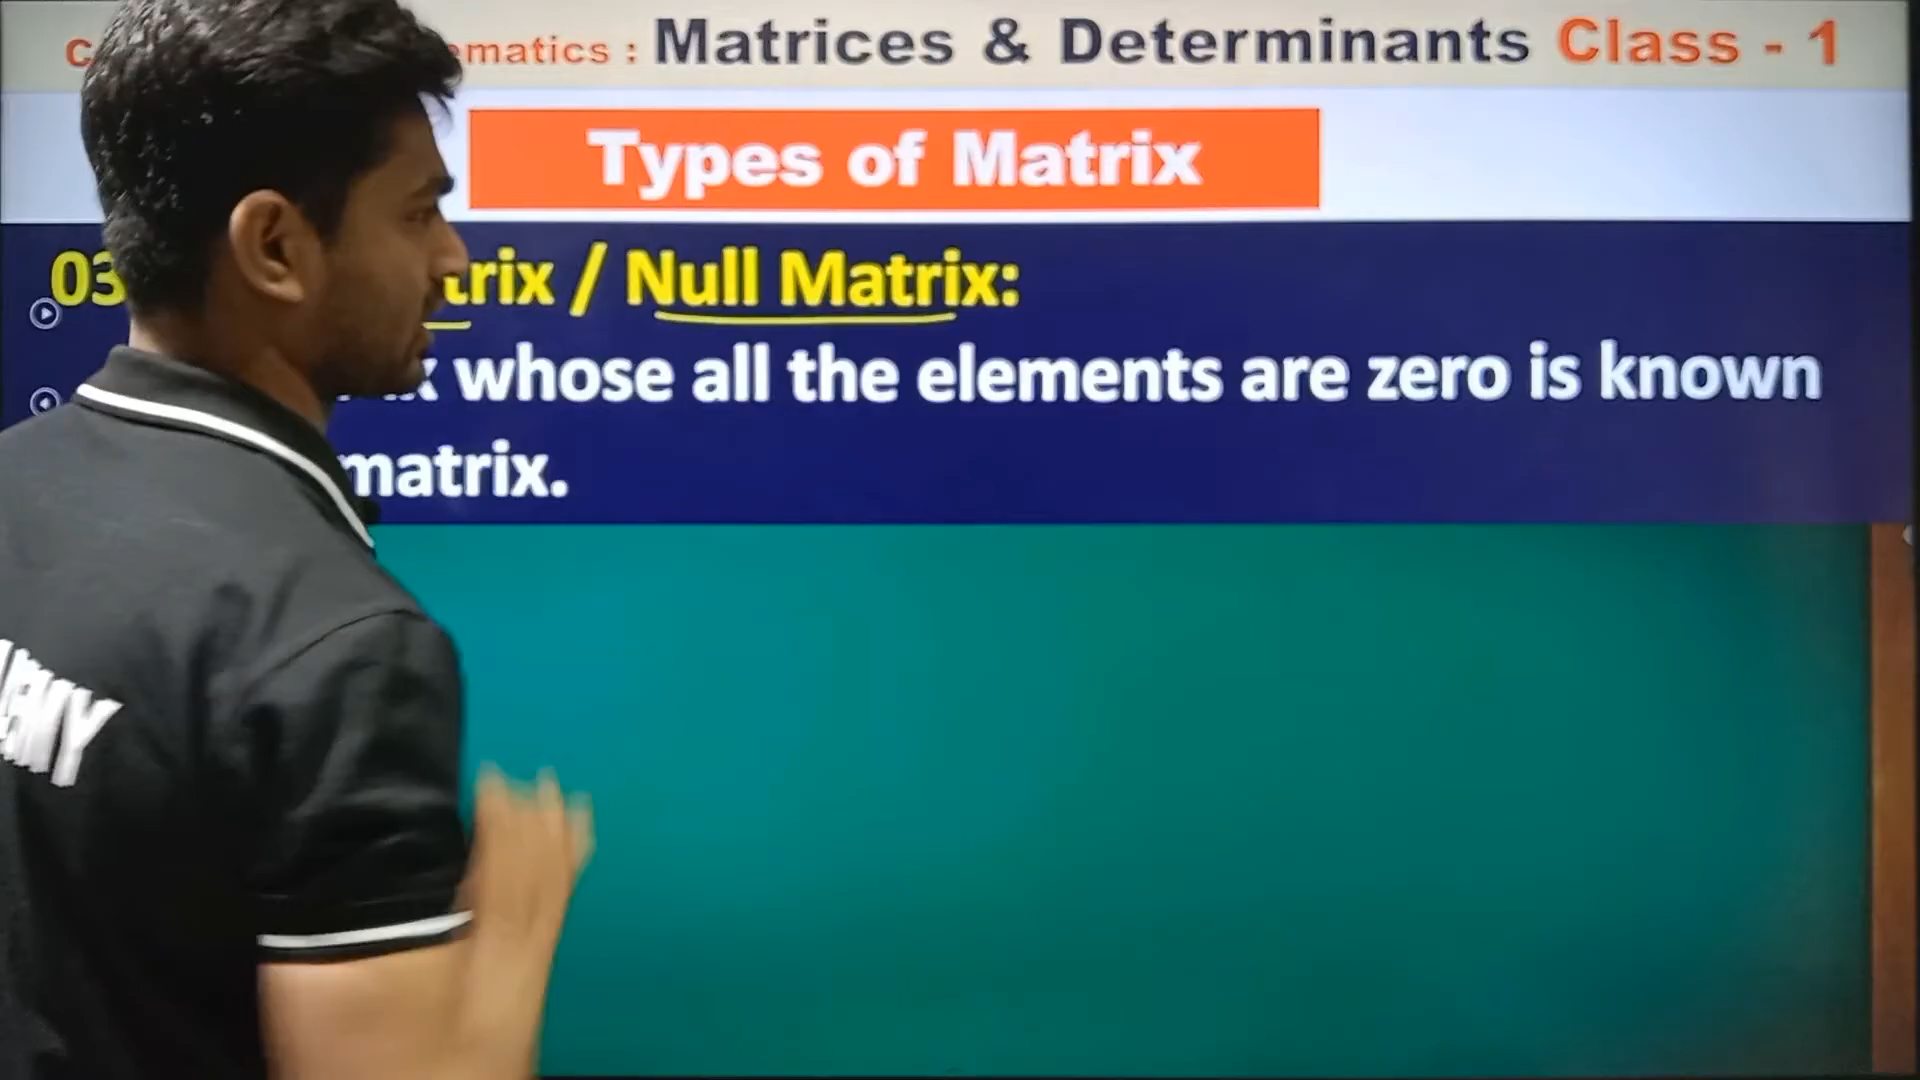 ematics : Matrices & Determinants Class - 1
Types of Matrix
03 trix / Null Matrix:
x whose all the elements are zero is known
matrix.
EMY